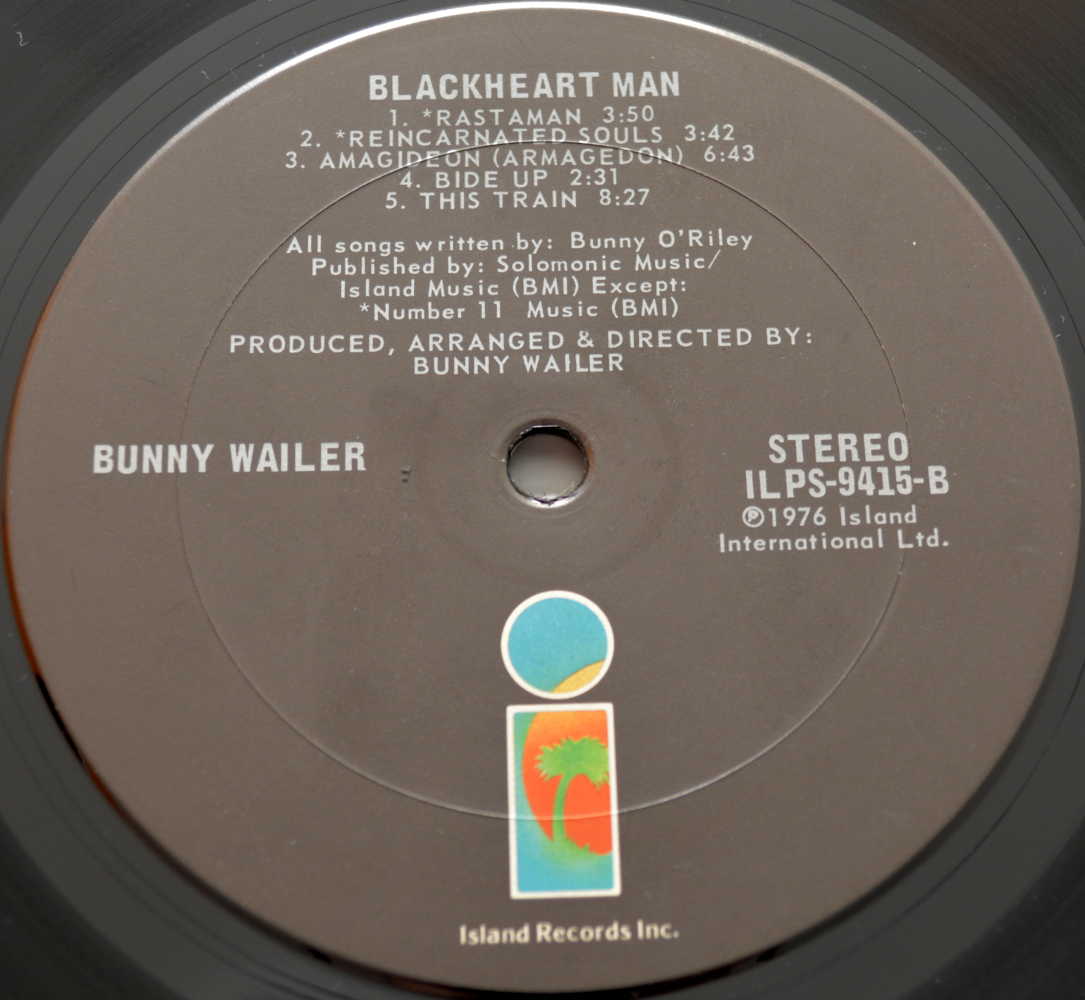 BLACKHEART MAN
1. *RASTAMAN 3:50
2. *REINCARNATED SOULS 3:42
3. AMAGIDEON (ARMAGEDON) 6:43
4. BIDE UP 2:31
5. THIS TRAIN 8:27
All songs written by: Bunny O'Riley
Published by: Solomonic Music/
Island Music (BMI) Except:
*Number 11 Music (BMI)
PRODUCED, ARRANGED & DIRECTED BY:
BUNNY WAILER
BUNNY WAILER
STEREO
ILPS-9415-B
℗1976 Island
International Ltd.
Island Records Inc.